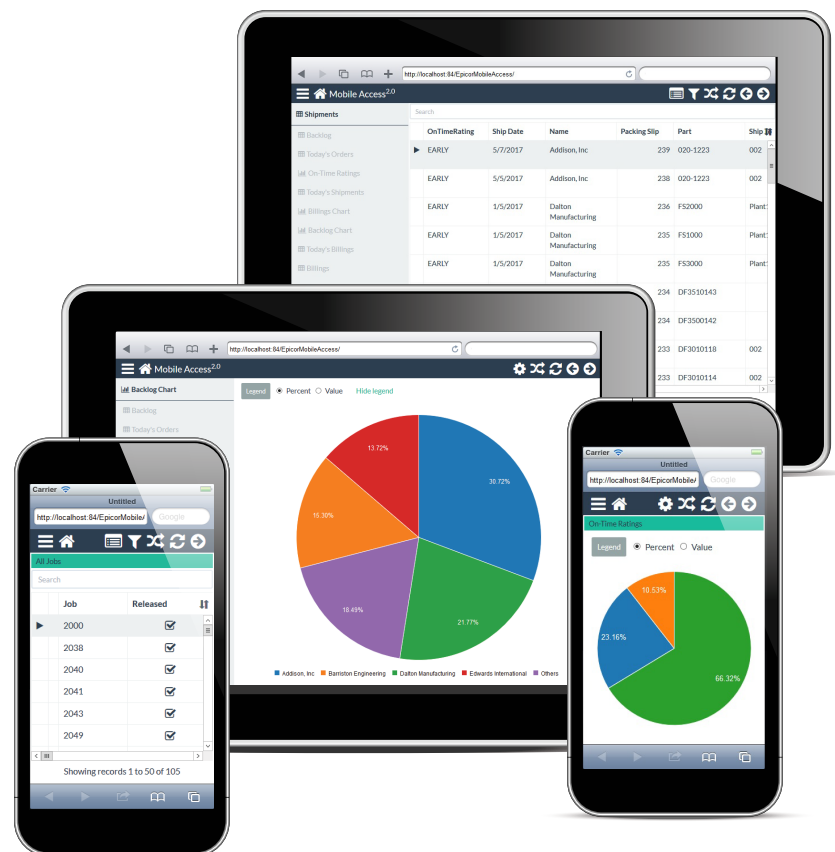 http://localhost:84/EpicorMobileAccess/
Mobile Access2.0
Shipments
Search
Backlog
Today's Orders
On-Time Ratings
Today's Shipments
Billings Chart
Backlog Chart
Today's Billings
Billings
OnTimeRating Ship Date Name Packing Slip Part Ship
EARLY 5/7/2017 Addison, Inc 239 020-1223 002
EARLY 5/5/2017 Addison, Inc 238 020-1223 002
EARLY 1/5/2017 Dalton Manufacturing 236 FS2000 Plant
EARLY 1/5/2017 Dalton Manufacturing 235 FS1000 Plant
EARLY 1/5/2017 Dalton Manufacturing 235 FS3000 Plant
234 DF3510143
234 DF3500142
233 DF3010118 002
233 DF3010114 002
http://localhost:84/EpicorMobileAccess/
Mobile Access2.0
Backlog Chart
Backlog
Today's Orders
Legend Percent Value Hide legend
13.72%
30.72%
18.49%
21.77%
Addison, Inc Barriston Engineering Dalton Manufacturing Edwards International Others
Carrier
Untitled
http://localhost:84/EpicorMobile/ Google
All Jobs
Search
Job Released
2000
2038
2040
2041
2043
2049
Showing records 1 to 50 of 105
Carrier
Untitled
http://localhost:84/EpicorMobile/ Google
On-Time Ratings
Legend Percent Value
10.53%
23.16%
66.32%